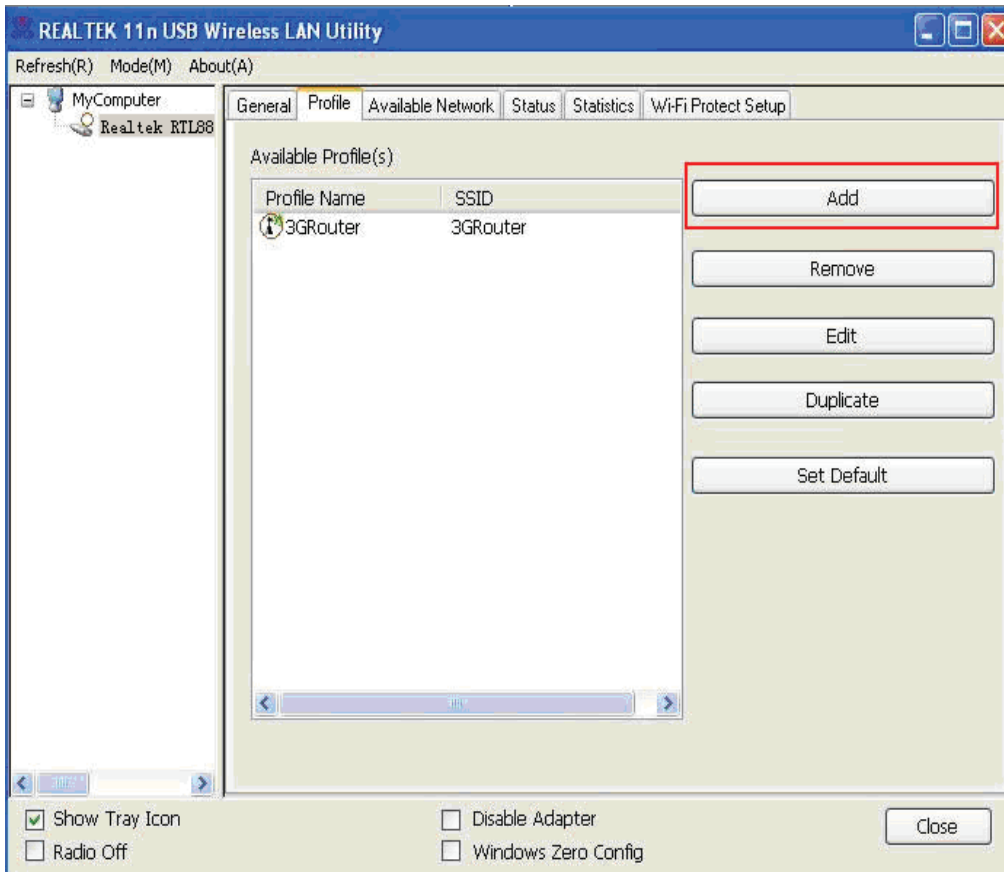 REALTEK 11n USB Wireless LAN Utility
Refresh(R) Mode(M) About(A)
MyComputer
Realtek RTL88
General Profile Available Network Status Statistics Wi-Fi Protect Setup
Available Profile(s)
Profile Name SSID
3GRouter 3GRouter
Add
Remove
Edit
Duplicate
Set Default
Show Tray Icon
Radio Off
Disable Adapter
Windows Zero Config
Close